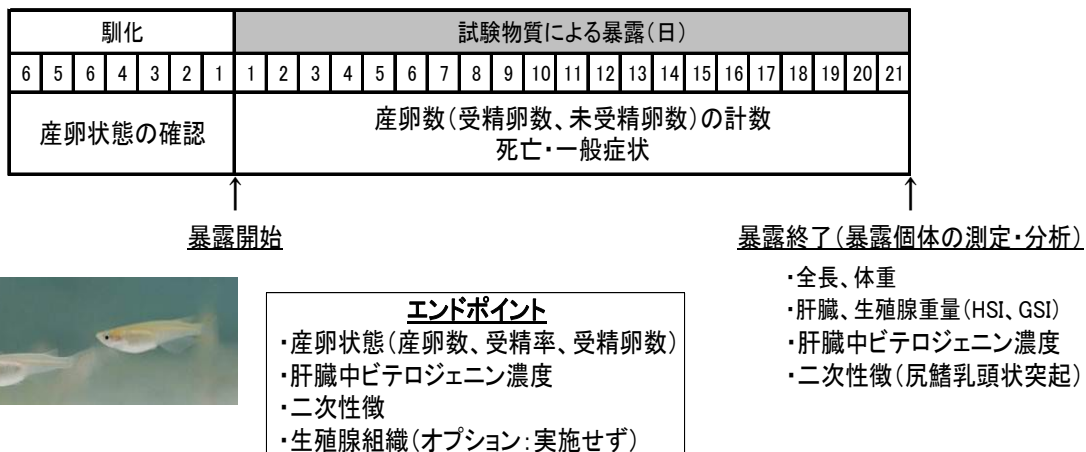 馴化
試験物質による暴露(日)
6 5 6 4 3 2 1 1 2 3 4 5 6 7 8 9 10 11 12 13 14 15 16 17 18 19 20 21
産卵状態の確認
産卵数(受精卵数、未受精卵数)の計数
死亡・一般症状
暴露開始
暴露終了(暴露個体の測定・分析)
・全長、体重
・肝臓、生殖腺重量(HSI、GSI)
・肝臓中ビテロジェニン濃度
・二次性徴(尻鰭乳頭状突起)
エンドポイント
・産卵状態(産卵数、受精率、受精卵数)
・肝臓中ビテロジェニン濃度
・二次性徴
・生殖腺組織(オプション:実施せず)